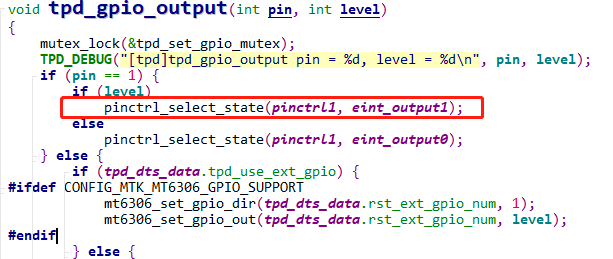 void tpd_gpio_output(int pin, int level)
{
mutex_lock(&tpd_set_gpio_mutex);
TPD_DEBUG("[tpd]tpd_gpio_output pin = %d, level = %d\n", pin, level);
if (pin == 1) {
if (level)
pinctrl_select_state(pinctrl1, eint_output1);
else
pinctrl_select_state(pinctrl1, eint_output0);
} else {
if (tpd_dts_data.tpd_use_ext_gpio) {
#ifdef CONFIG_MTK_MT6306_GPIO_SUPPORT
mt6306_set_gpio_dir(tpd_dts_data.rst_ext_gpio_num, 1);
mt6306_set_gpio_out(tpd_dts_data.rst_ext_gpio_num, level);
#endif
} else {